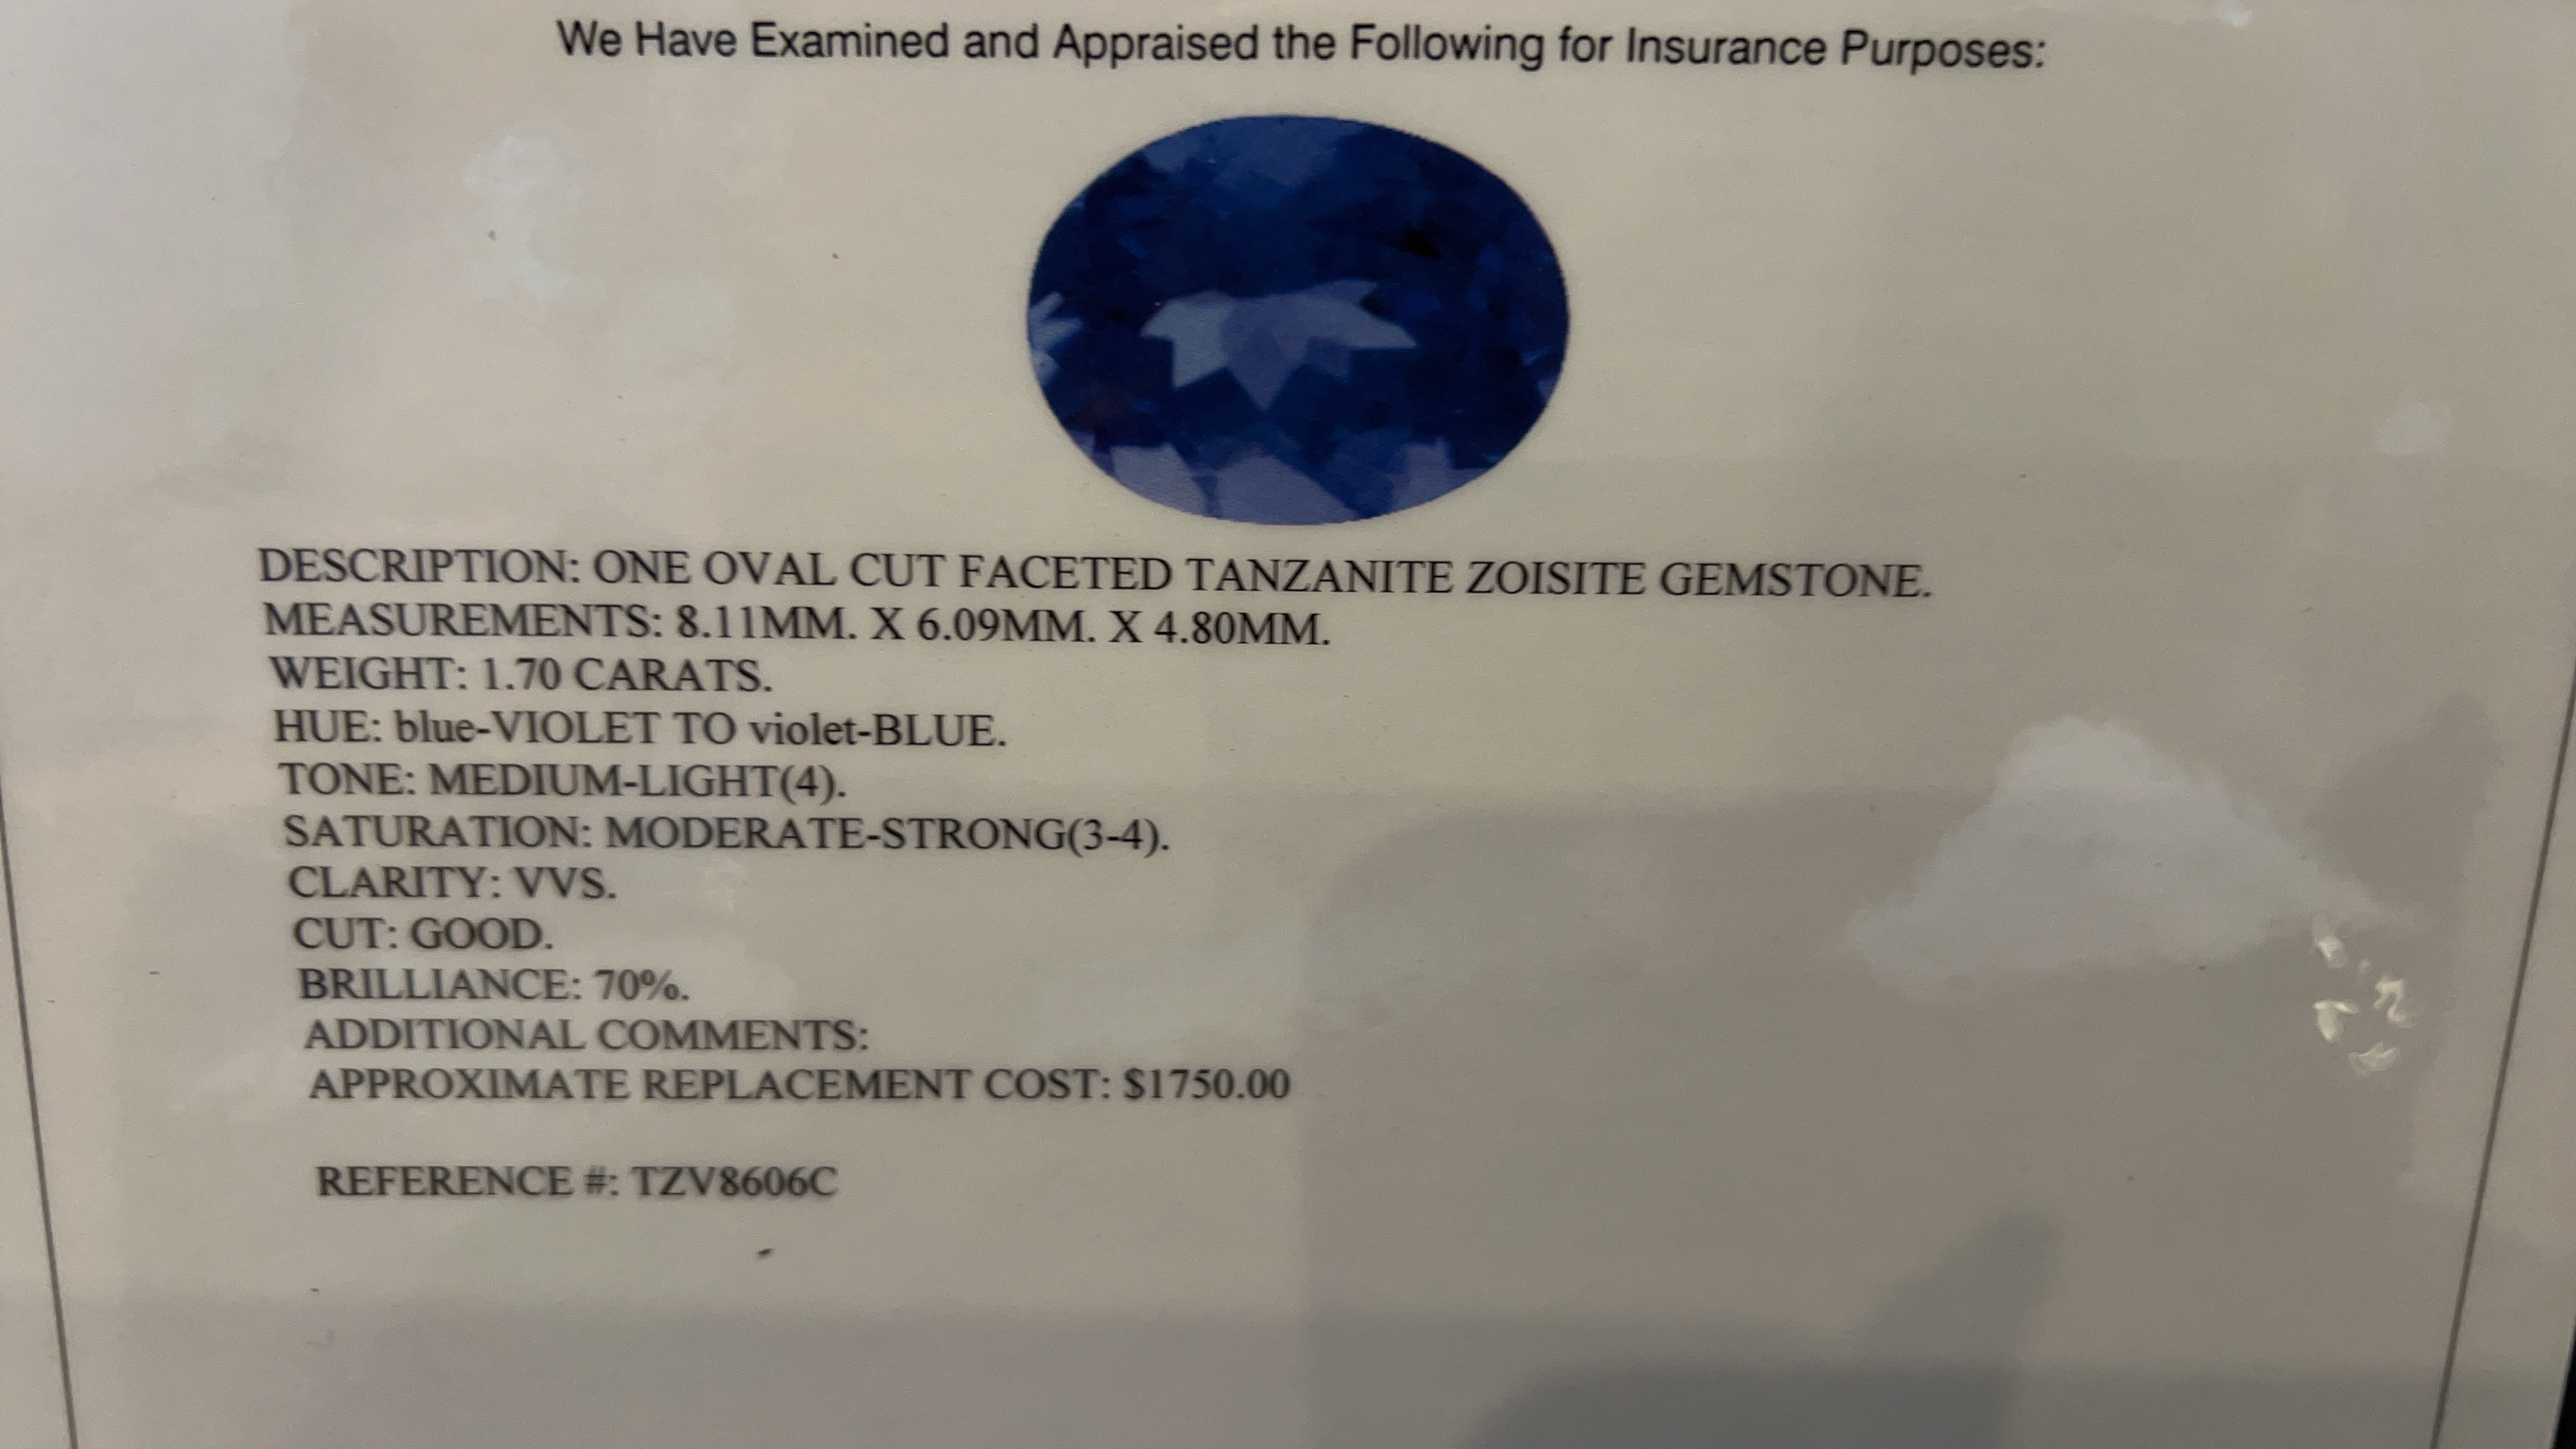 We Have Examined and Appraised the Following for Insurance Purposes:
DESCRIPTION: ONE OVAL CUT FACETED TANZANITE ZOISITE GEMSTONE.
MEASUREMENTS: 8.11MM. X 6.09MM. X 4.80MM.
WEIGHT: 1.70 CARATS.
HUE: blue-VIOLET TO violet-BLUE.
TONE: MEDIUM-LIGHT(4).
SATURATION: MODERATE-STRONG(3-4).
CLARITY: VVS.
CUT: GOOD.
BRILLIANCE: 70%.
ADDITIONAL COMMENTS:
APPROXIMATE REPLACEMENT COST: $1750.00
REFERENCE #: TZV8606C